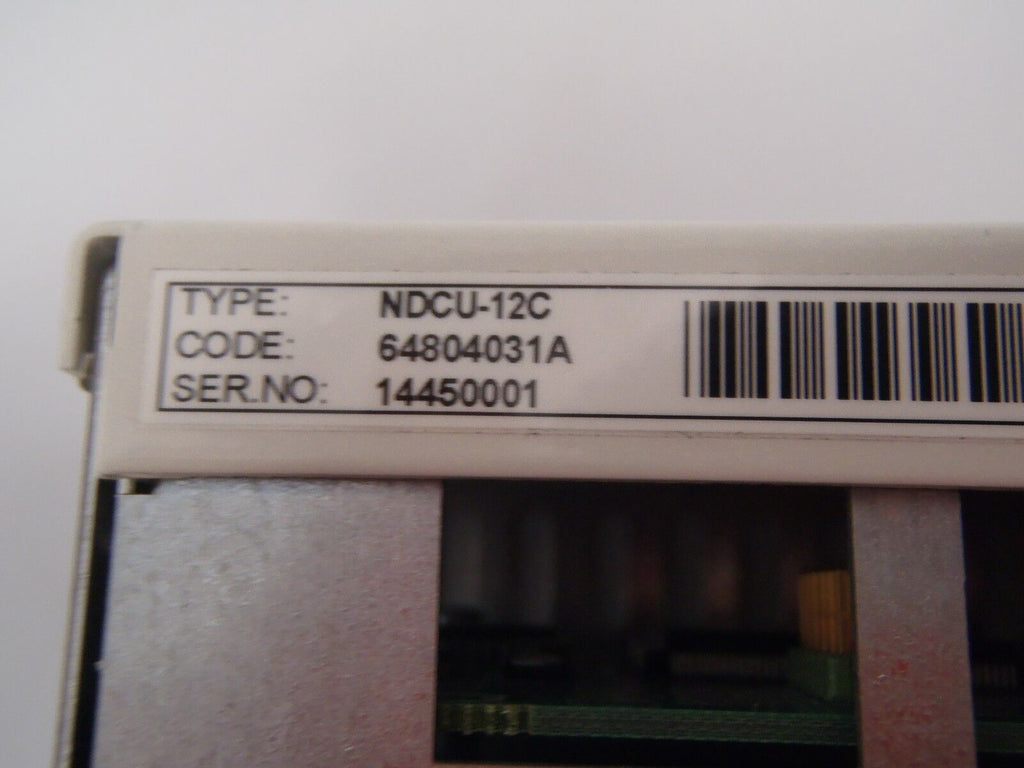 TYPE: NDCU-12C
CODE: 64804031A
SER.NO: 14450001